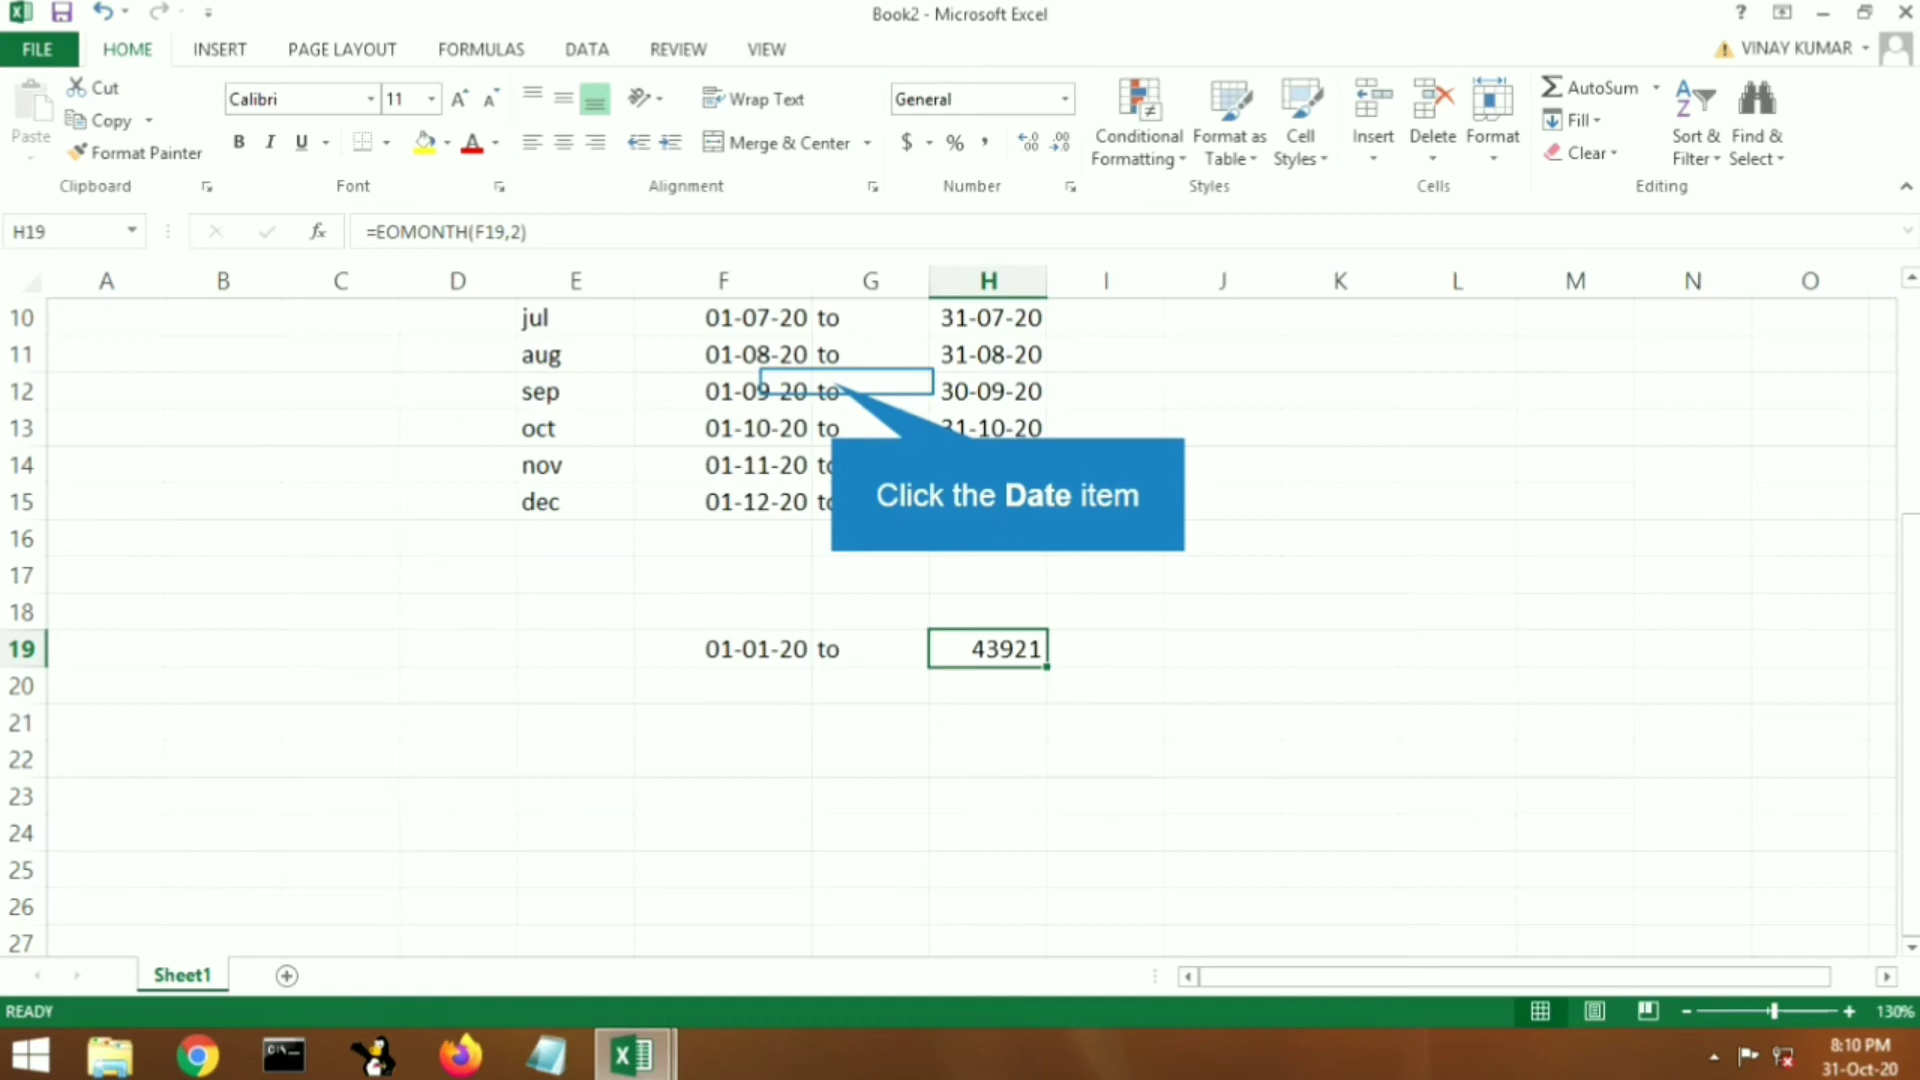 Book2 - Microsoft Excel
?
FILE HOME INSERT PAGE LAYOUT FORMULAS DATA REVIEW VIEW
VINAY KUMAR
Paste
Cut
Copy
Format Painter
Clipboard
Calibri 11
B I U
Font
Wrap Text
Merge & Center
Alignment
General
$ % ,
Number
Conditional Formatting
Format as Table
Cell Styles
Styles
Insert
Delete
Format
Cells
AutoSum
Fill
Clear
Sort & Filter
Find & Select
Editing
H19 fx =EOMONTH(F19,2)
A B C D E F G H I J K L M N O
10 jul 01-07-20 to 31-07-20
11 aug 01-08-20 to 31-08-20
12 sep 01-09-20 to 30-09-20
13 oct 01-10-20 to 31-10-20
14 nov 01-11-20 to
15 dec 01-12-20 to
Click the Date item
16
17
18
19 01-01-20 to 43921
20
21
22
23
24
25
26
27
Sheet1
READY 130%
8:10 PM
31-Oct-20